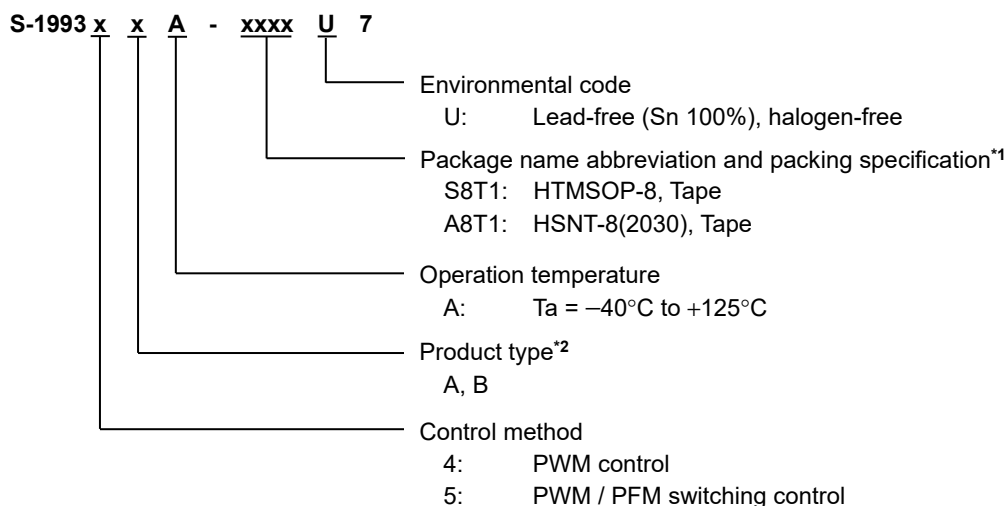 S-1993 x x A - xxxx U 7
Environmental code
U: Lead-free (Sn 100%), halogen-free
Package name abbreviation and packing specification*1
S8T1: HTMSOP-8, Tape
A8T1: HSNT-8(2030), Tape
Operation temperature
A: Ta = −40°C to +125°C
Product type*2
A, B
Control method
4: PWM control
5: PWM / PFM switching control